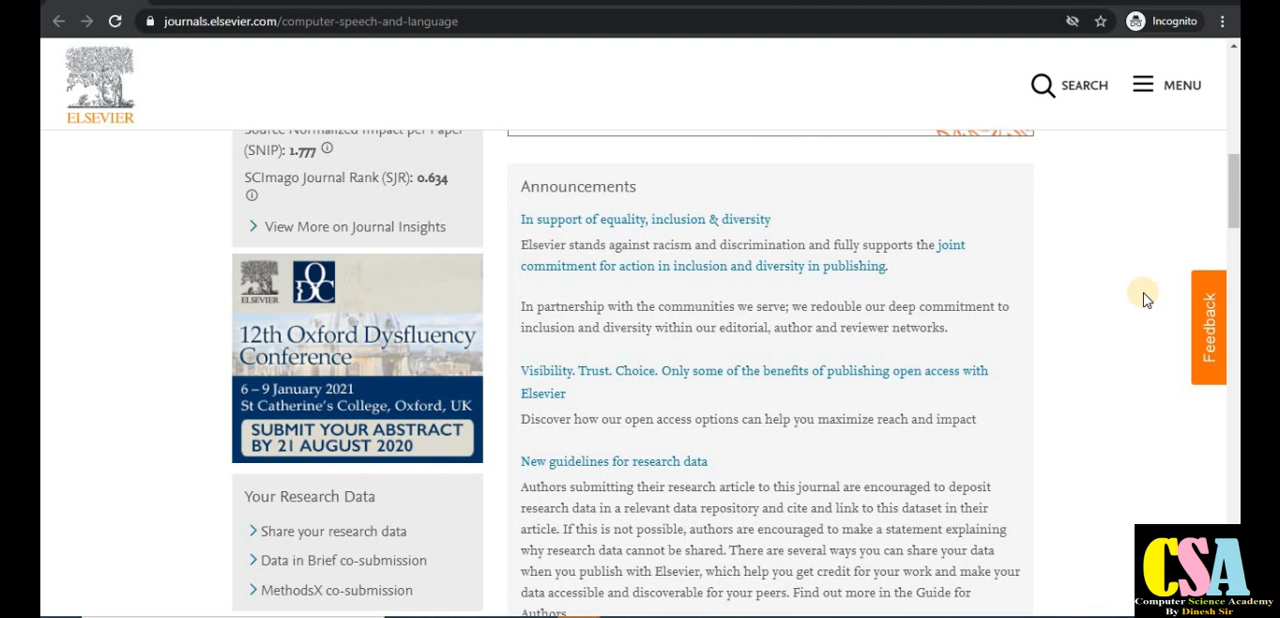 journals.elsevier.com/computer-speech-and-language
Incognito
ELSEVIER
SEARCH
MENU
Source Normalized Impact per Paper
(SNIP): 1.777
SCImago Journal Rank (SJR): 0.634
View More on Journal Insights
ELSEVIER
ODC
12th Oxford Dysfluency
Conference
6 – 9 January 2021
St Catherine's College, Oxford, UK
SUBMIT YOUR ABSTRACT
BY 21 AUGUST 2020
Your Research Data
Share your research data
Data in Brief co-submission
MethodsX co-submission
Announcements
In support of equality, inclusion & diversity
Elsevier stands against racism and discrimination and fully supports the joint
commitment for action in inclusion and diversity in publishing.
In partnership with the communities we serve; we redouble our deep commitment to
inclusion and diversity within our editorial, author and reviewer networks.
Visibility. Trust. Choice. Only some of the benefits of publishing open access with
Elsevier
Discover how our open access options can help you maximize reach and impact
New guidelines for research data
Authors submitting their research article to this journal are encouraged to deposit
research data in a relevant data repository and cite and link to this dataset in their
article. If this is not possible, authors are encouraged to make a statement explaining
why research data cannot be shared. There are several ways you can share your data
when you publish with Elsevier, which help you get credit for your work and make your
data accessible and discoverable for your peers. Find out more in the Guide for
Authors.
Feedback
CSA
Computer Science Academy
By Dinesh Sir